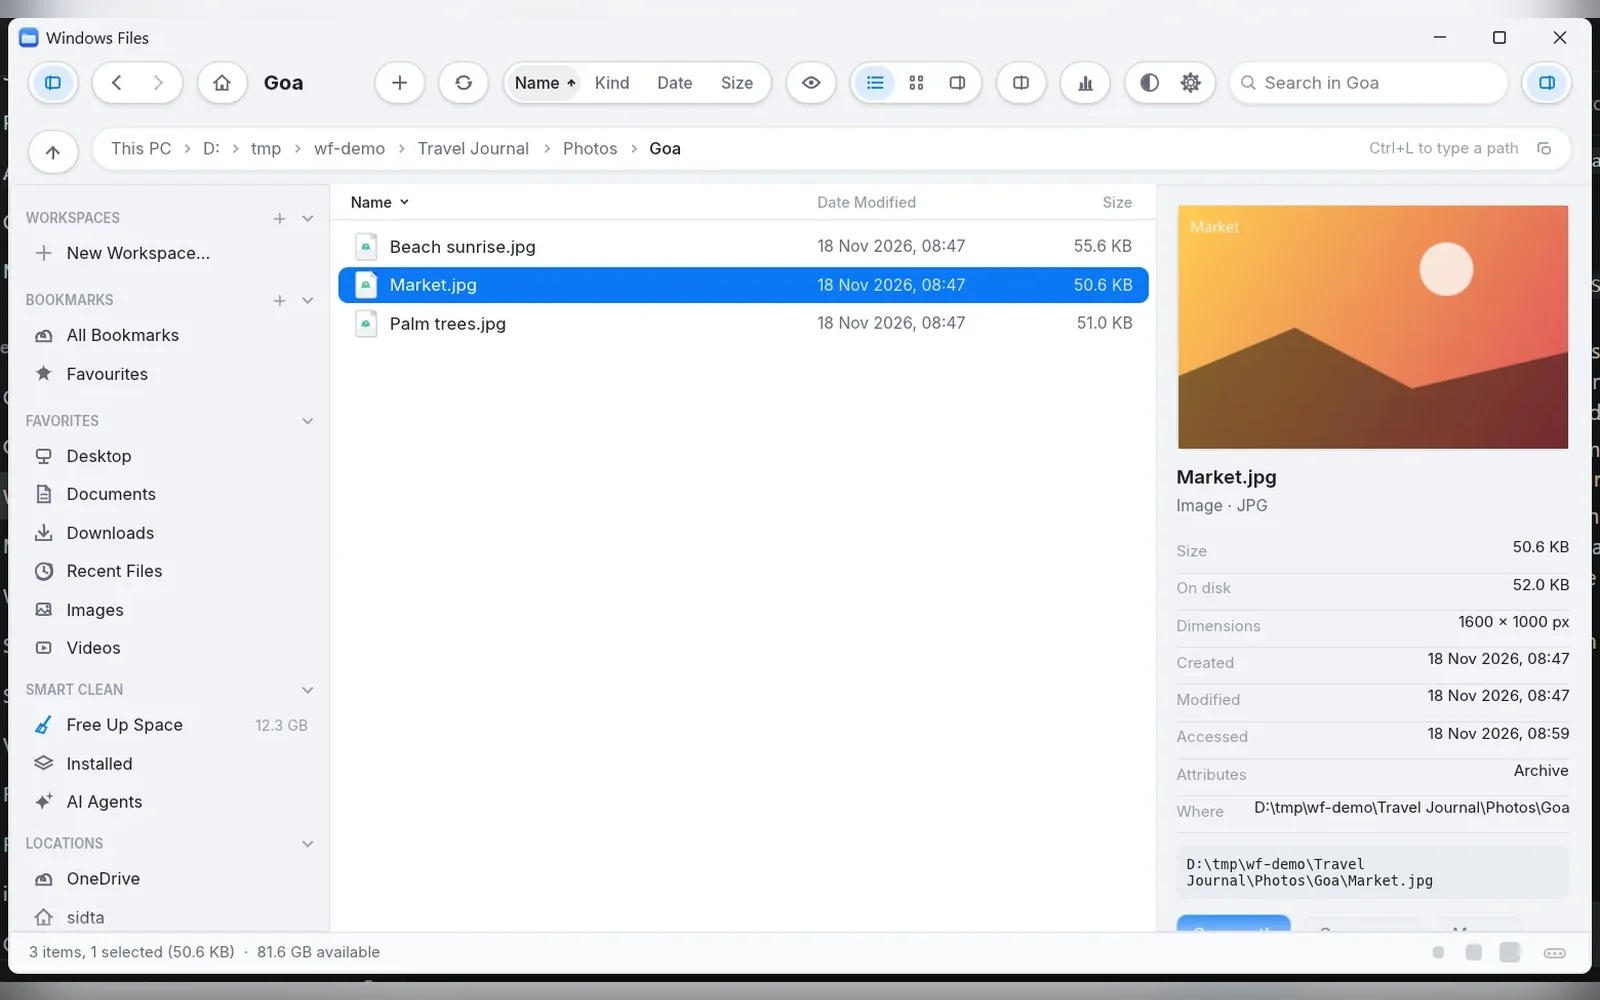 Windows Files
Goa
Name Kind Date Size
Search in Goa
This PC > D: > tmp > wf-demo > Travel Journal > Photos > Goa
Ctrl+L to type a path
WORKSPACES
New Workspace...
BOOKMARKS
All Bookmarks
Favourites
FAVORITES
Desktop
Documents
Downloads
Recent Files
Images
Videos
SMART CLEAN
Free Up Space 12.3 GB
Installed
AI Agents
LOCATIONS
OneDrive
sidta
Name Date Modified Size
Beach sunrise.jpg 18 Nov 2026, 08:47 55.6 KB
Market.jpg 18 Nov 2026, 08:47 50.6 KB
Palm trees.jpg 18 Nov 2026, 08:47 51.0 KB
Market
Market.jpg
Image · JPG
Size 50.6 KB
On disk 52.0 KB
Dimensions 1600 × 1000 px
Created 18 Nov 2026, 08:47
Modified 18 Nov 2026, 08:47
Accessed 18 Nov 2026, 08:59
Attributes Archive
Where D:\tmp\wf-demo\Travel Journal\Photos\Goa
D:\tmp\wf-demo\Travel
Journal\Photos\Goa\Market.jpg
3 items, 1 selected (50.6 KB) · 81.6 GB available